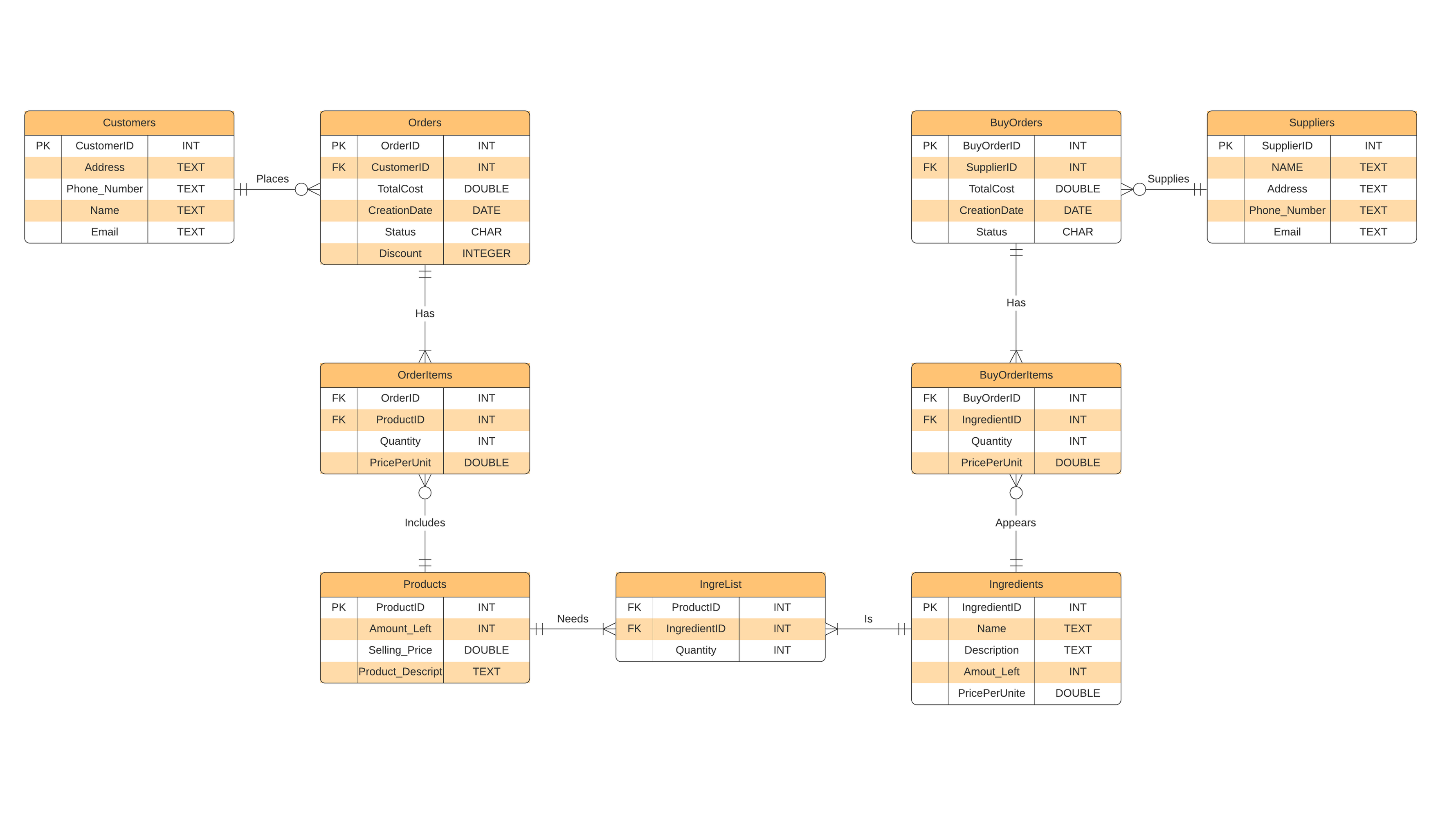 Customers
PK CustomerID INT
Address TEXT
Phone_Number TEXT
Name TEXT
Email TEXT
Places
Orders
PK OrderID INT
FK CustomerID INT
TotalCost DOUBLE
CreationDate DATE
Status CHAR
Discount INTEGER
BuyOrders
PK BuyOrderID INT
FK SupplierID INT
TotalCost DOUBLE
CreationDate DATE
Status CHAR
Supplies
Suppliers
PK SupplierID INT
NAME TEXT
Address TEXT
Phone_Number TEXT
Email TEXT
Has
Has
OrderItems
FK OrderID INT
FK ProductID INT
Quantity INT
PricePerUnit DOUBLE
BuyOrderItems
FK BuyOrderID INT
FK IngredientID INT
Quantity INT
PricePerUnit DOUBLE
Includes
Appears
Products
PK ProductID INT
Amount_Left INT
Selling_Price DOUBLE
Product_Descript TEXT
Needs
IngreList
FK ProductID INT
FK IngredientID INT
Quantity INT
Is
Ingredients
PK IngredientID INT
Name TEXT
Description TEXT
Amout_Left INT
PricePerUnite DOUBLE